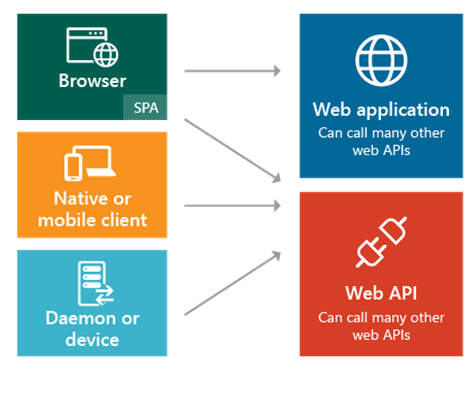 Browser
SPA
Native or
mobile client
Daemon or
device
Web application
Can call many other
web APIs
Web API
Can call many other
web APIs